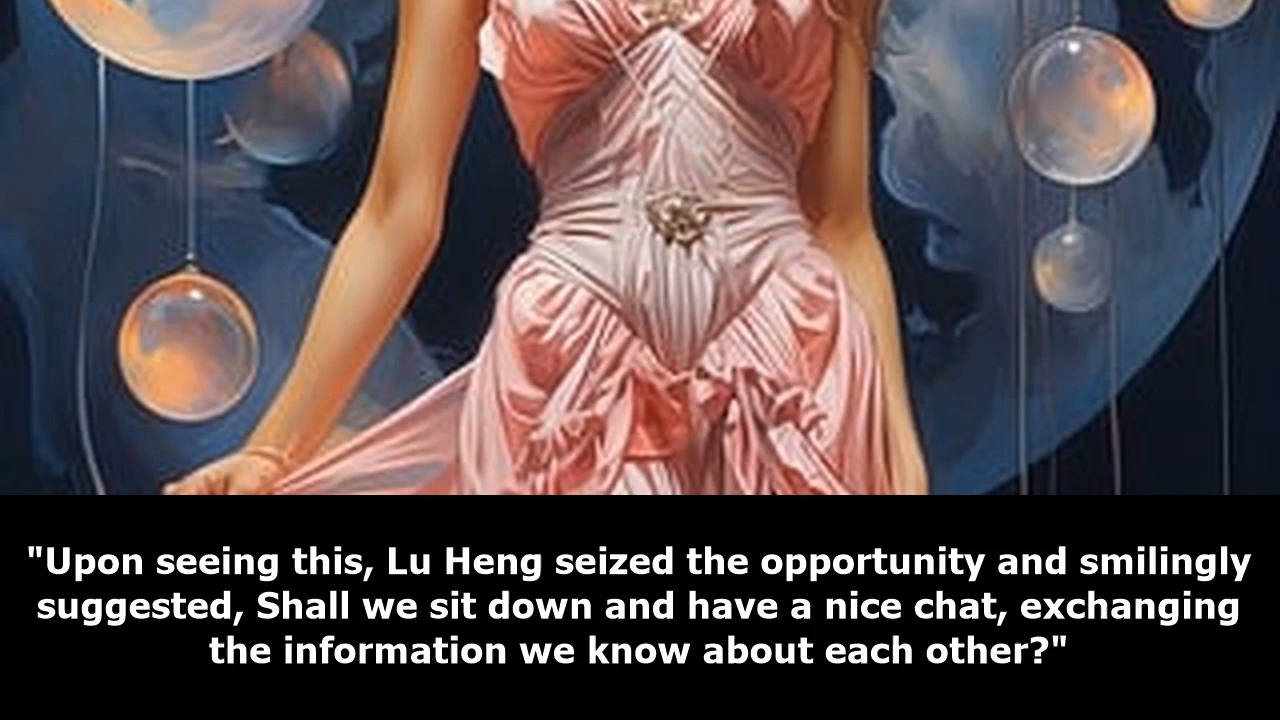 "Upon seeing this, Lu Heng seized the opportunity and smilingly
suggested, Shall we sit down and have a nice chat, exchanging
the information we know about each other?"